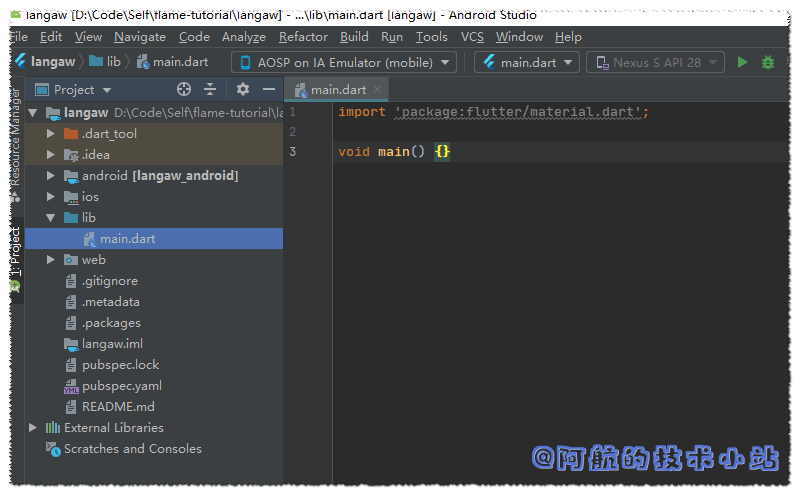 langaw [D:\Code\Self\flame-tutorial\langaw] - ...\lib\main.dart [langaw] - Android Studio
File Edit View Navigate Code Analyze Refactor Build Run Tools VCS Window Help
langaw lib main.dart AOSP on IA Emulator (mobile) main.dart Nexus S API 28
Project main.dart
Resource Manager
1: Project
langaw D:\Code\Self\flame-tutorial\la
.dart_tool
.idea
android [langaw_android]
ios
lib
main.dart
web
.gitignore
.metadata
.packages
langaw.iml
pubspec.lock
pubspec.yaml
README.md
External Libraries
Scratches and Consoles
1 import 'package:flutter/material.dart';
2
3 void main() {}
@阿航的技术小站